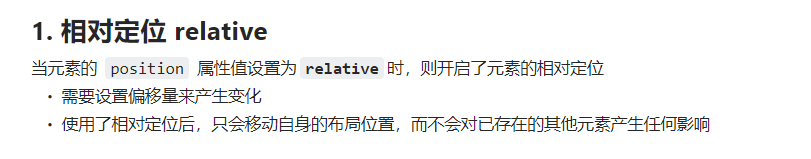 1. 相对定位 relative
当元素的 position 属性值设置为 relative 时，则开启了元素的相对定位
• 需要设置偏移量来产生变化
• 使用了相对定位后，只会移动自身的布局位置，而不会对已存在的其他元素产生任何影响